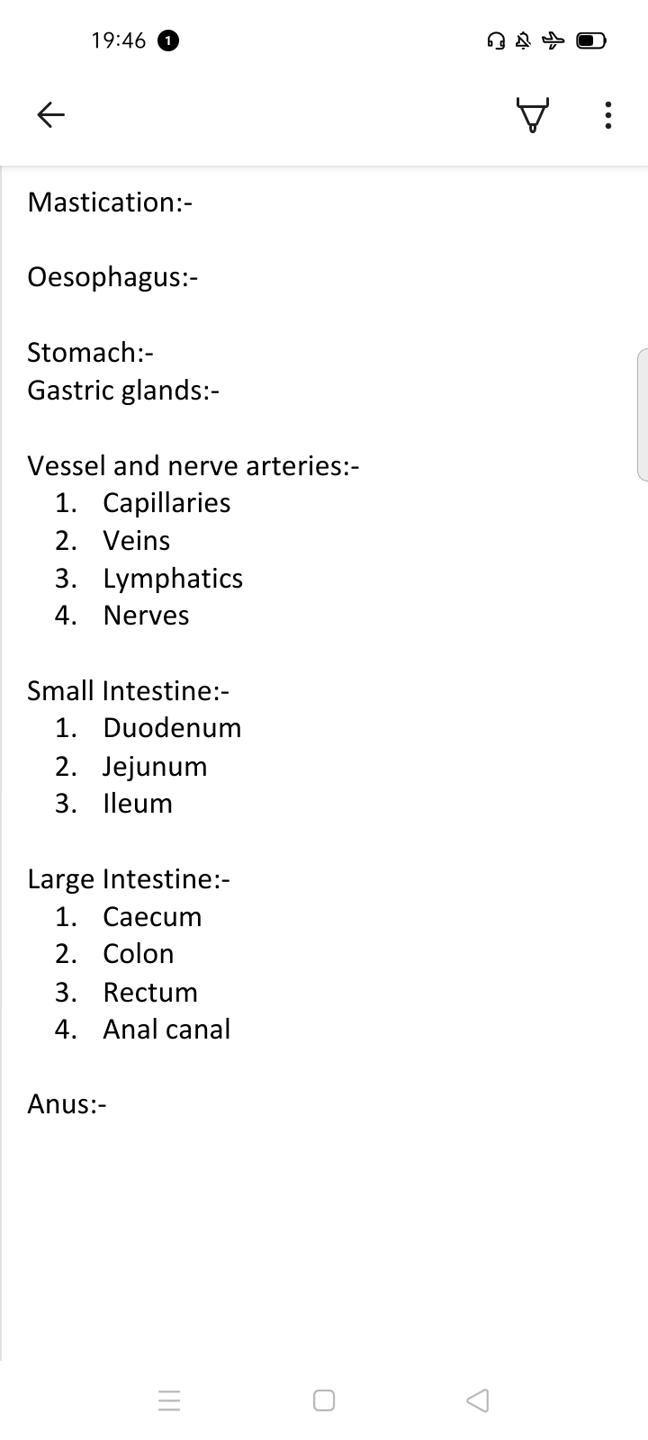 19:46 1
Mastication:-
Oesophagus:-
Stomach:-
Gastric glands:-
Vessel and nerve arteries:-
1. Capillaries
2. Veins
3. Lymphatics
4. Nerves
Small Intestine:-
1. Duodenum
2. Jejunum
3. Ileum
Large Intestine:-
1. Caecum
2. Colon
3. Rectum
4. Anal canal
Anus:-